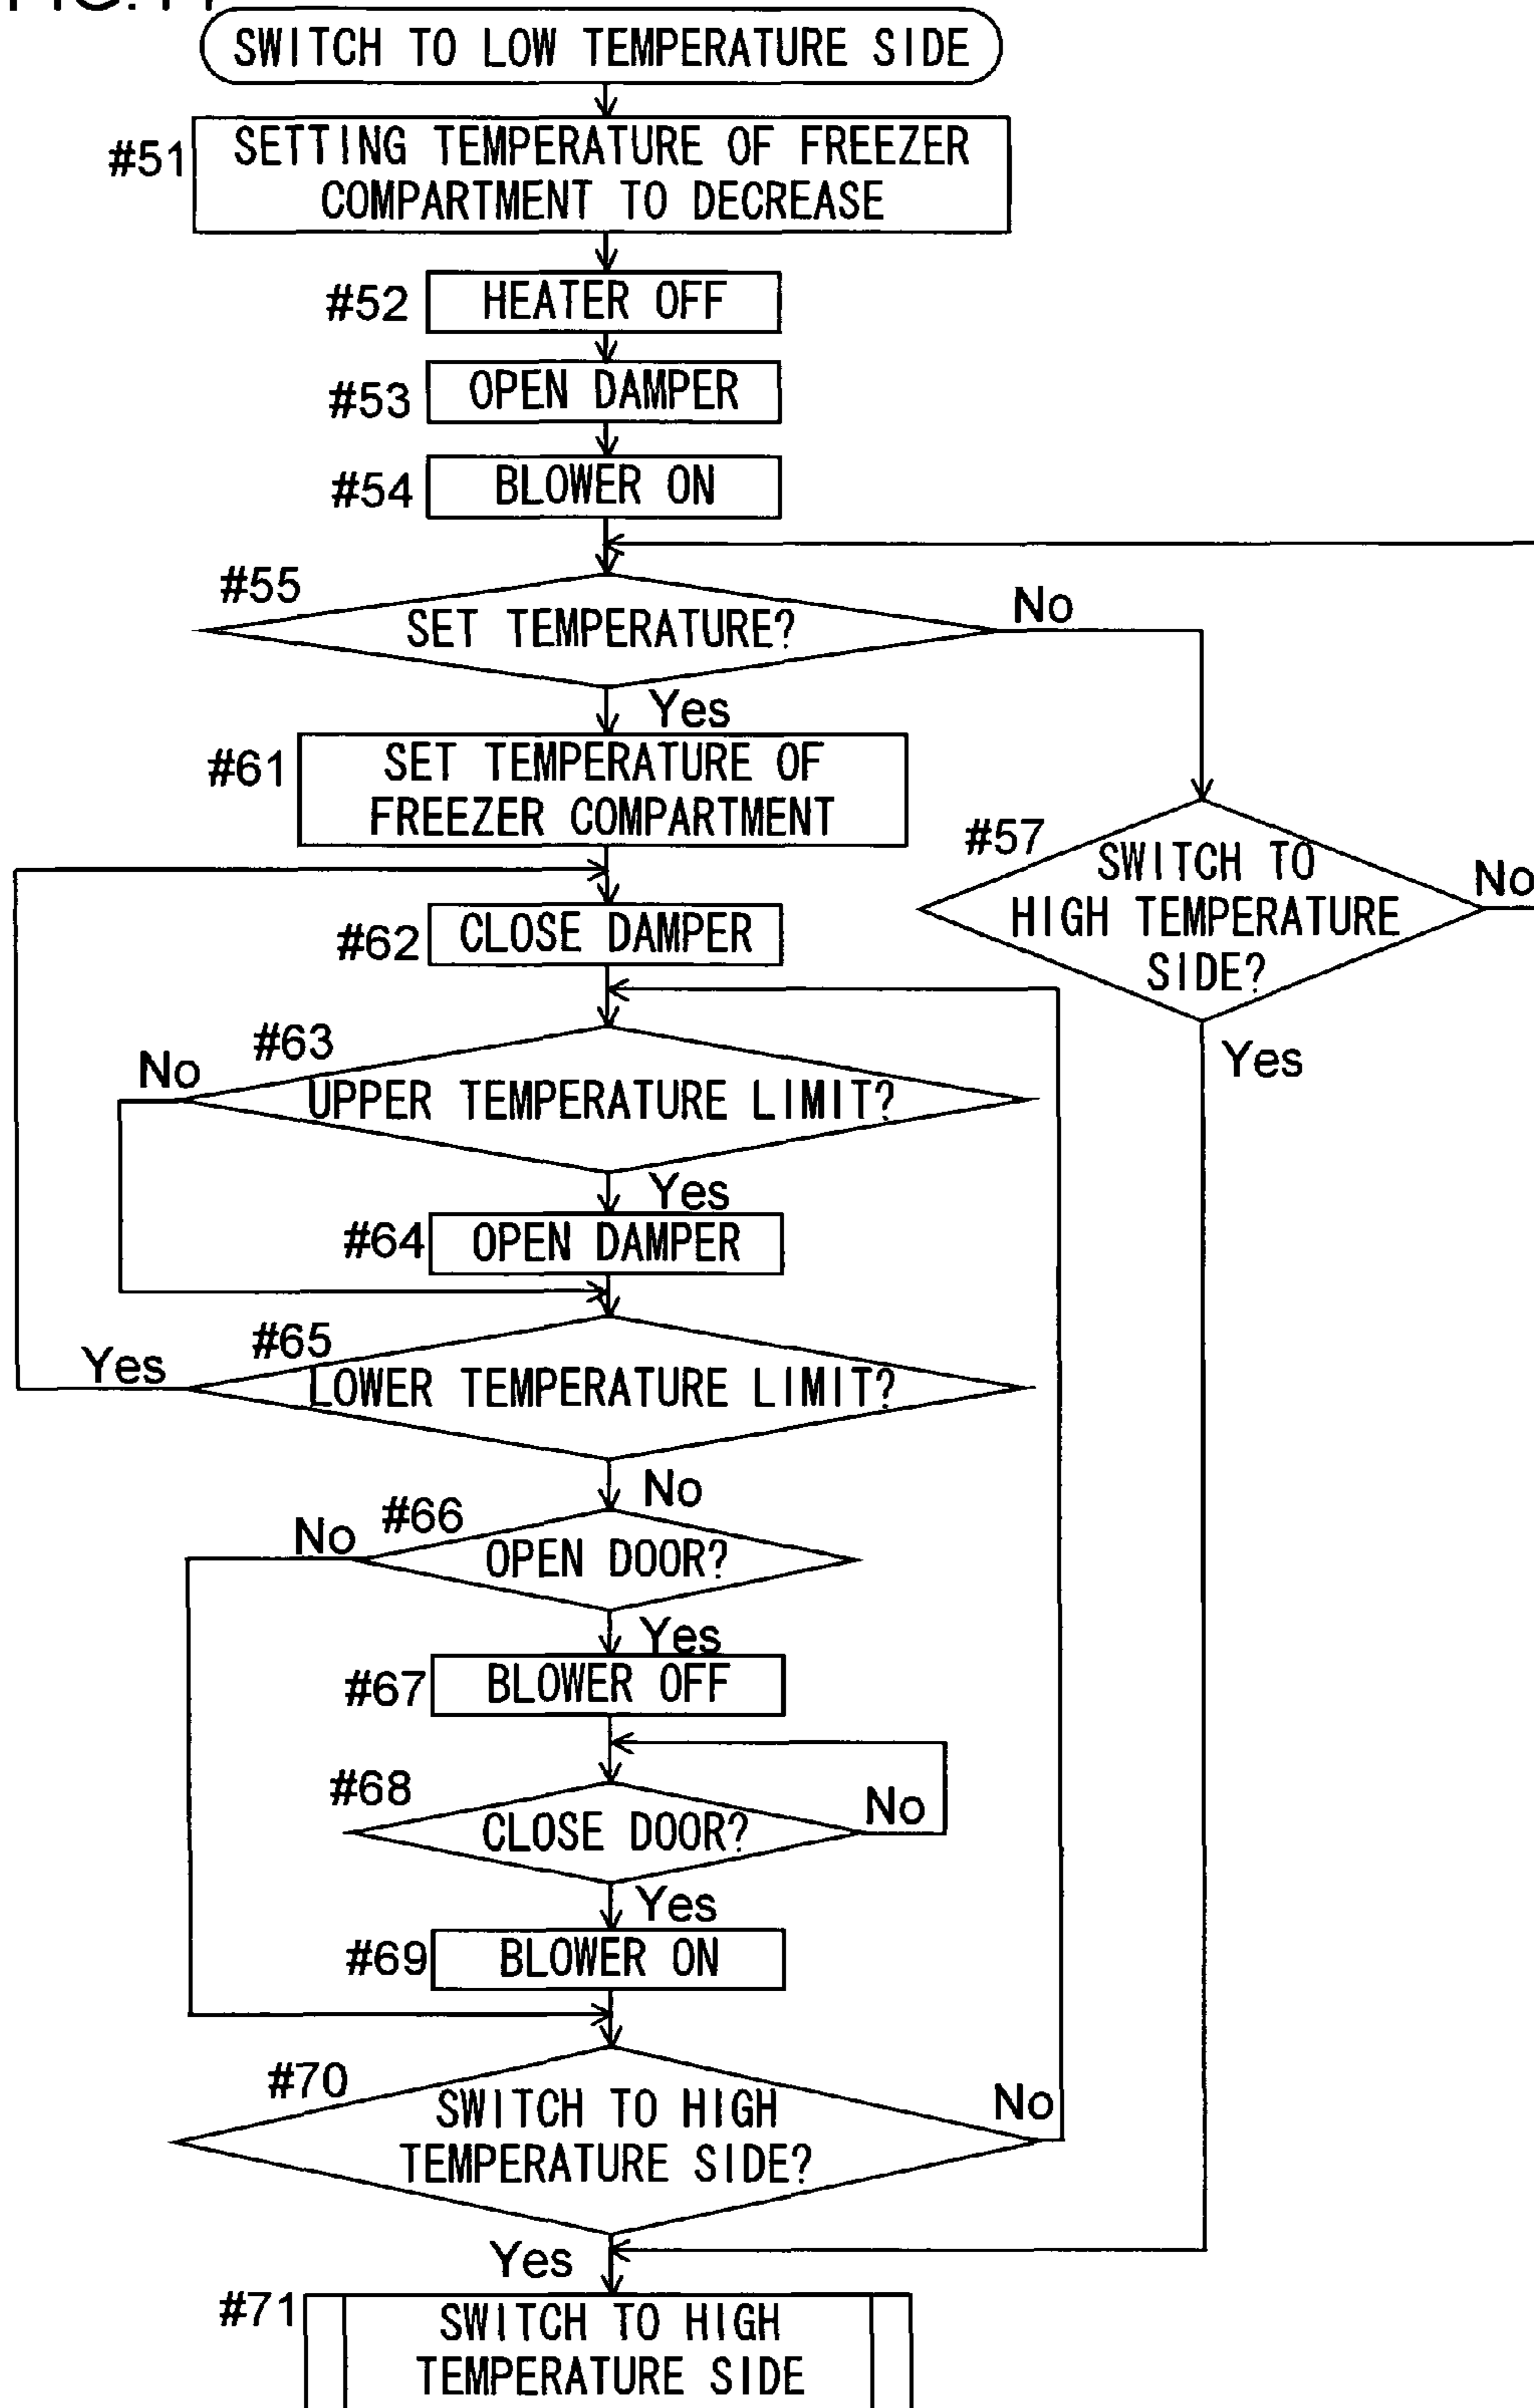 SWITCH TO LOW TEMPERATURE SIDE
#51
SETTING TEMPERATURE OF FREEZER
COMPARTMENT TO DECREASE
#52
HEATER OFF
#53
OPEN DAMPER
#54
BLOWER ON
#55
SET TEMPERATURE?
No
Yes
#61
SET TEMPERATURE OF
FREEZER COMPARTMENT
#57
SWITCH TO
HIGH TEMPERATURE
SIDE?
No
Yes
#62
CLOSE DAMPER
#63
No
UPPER TEMPERATURE LIMIT?
Yes
#64
OPEN DAMPER
#65
Yes
LOWER TEMPERATURE LIMIT?
No
#66
No
OPEN DOOR?
Yes
#67
BLOWER OFF
#68
CLOSE DOOR?
No
Yes
#69
BLOWER ON
#70
SWITCH TO HIGH
TEMPERATURE SIDE?
No
Yes
#71
SWITCH TO HIGH
TEMPERATURE SIDE